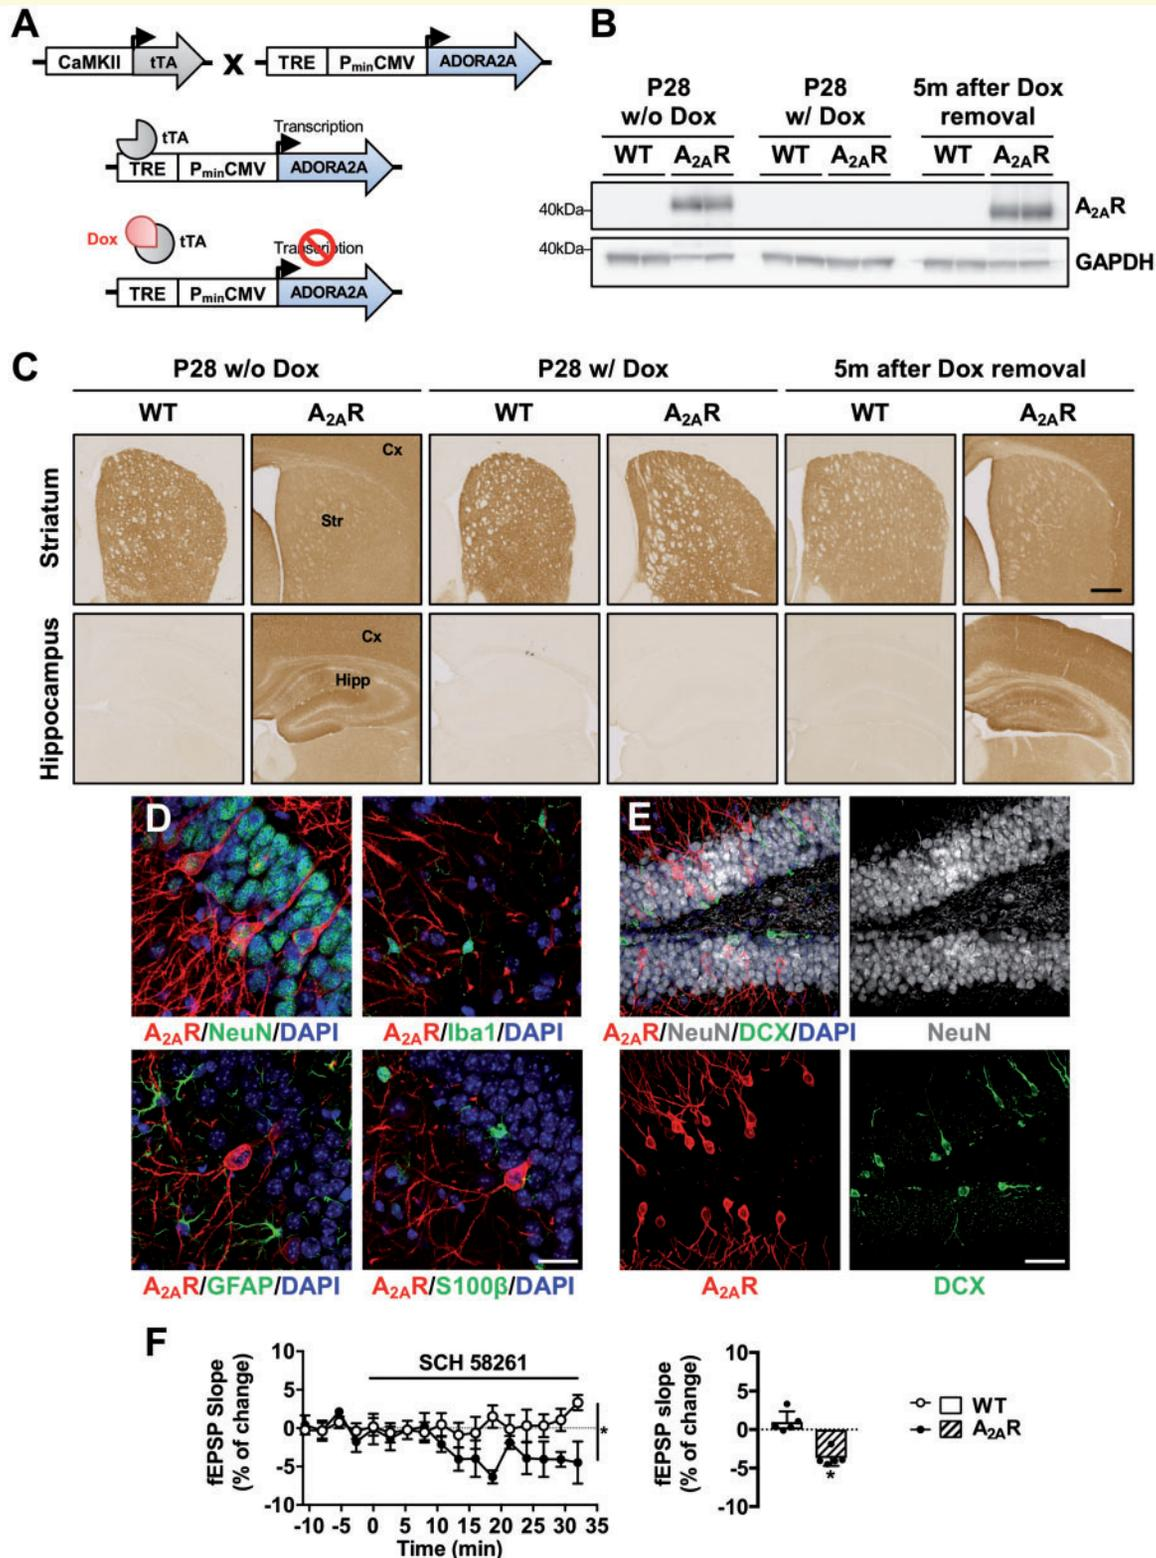 A
CaMKII tTA X TRE PminCMV ADORA2A
Transcription
tTA
TRE PminCMV ADORA2A
Dox tTA Transcription
TRE PminCMV ADORA2A
B
P28 w/o Dox
P28 w/ Dox
5m after Dox removal
WT A2AR WT A2AR WT A2AR
40kDa
A2AR
40kDa
GAPDH
C
P28 w/o Dox P28 w/ Dox 5m after Dox removal
WT A2AR WT A2AR WT A2AR
Striatum
Cx
Str
Hippocampus
Cx
Hipp
D
A2AR/NeuN/DAPI A2AR/Iba1/DAPI
A2AR/GFAP/DAPI A2AR/S100β/DAPI
E
A2AR/NeuN/DCX/DAPI NeuN
A2AR DCX
F
fEPSP Slope
(% of change)
10
5
0
-5
-10
SCH 58261
*
-10 -5 0 5 10 15 20 25 30 35
Time (min)
fEPSP slope
(% of change)
10
5
0
-5
-10
*
WT
A2AR